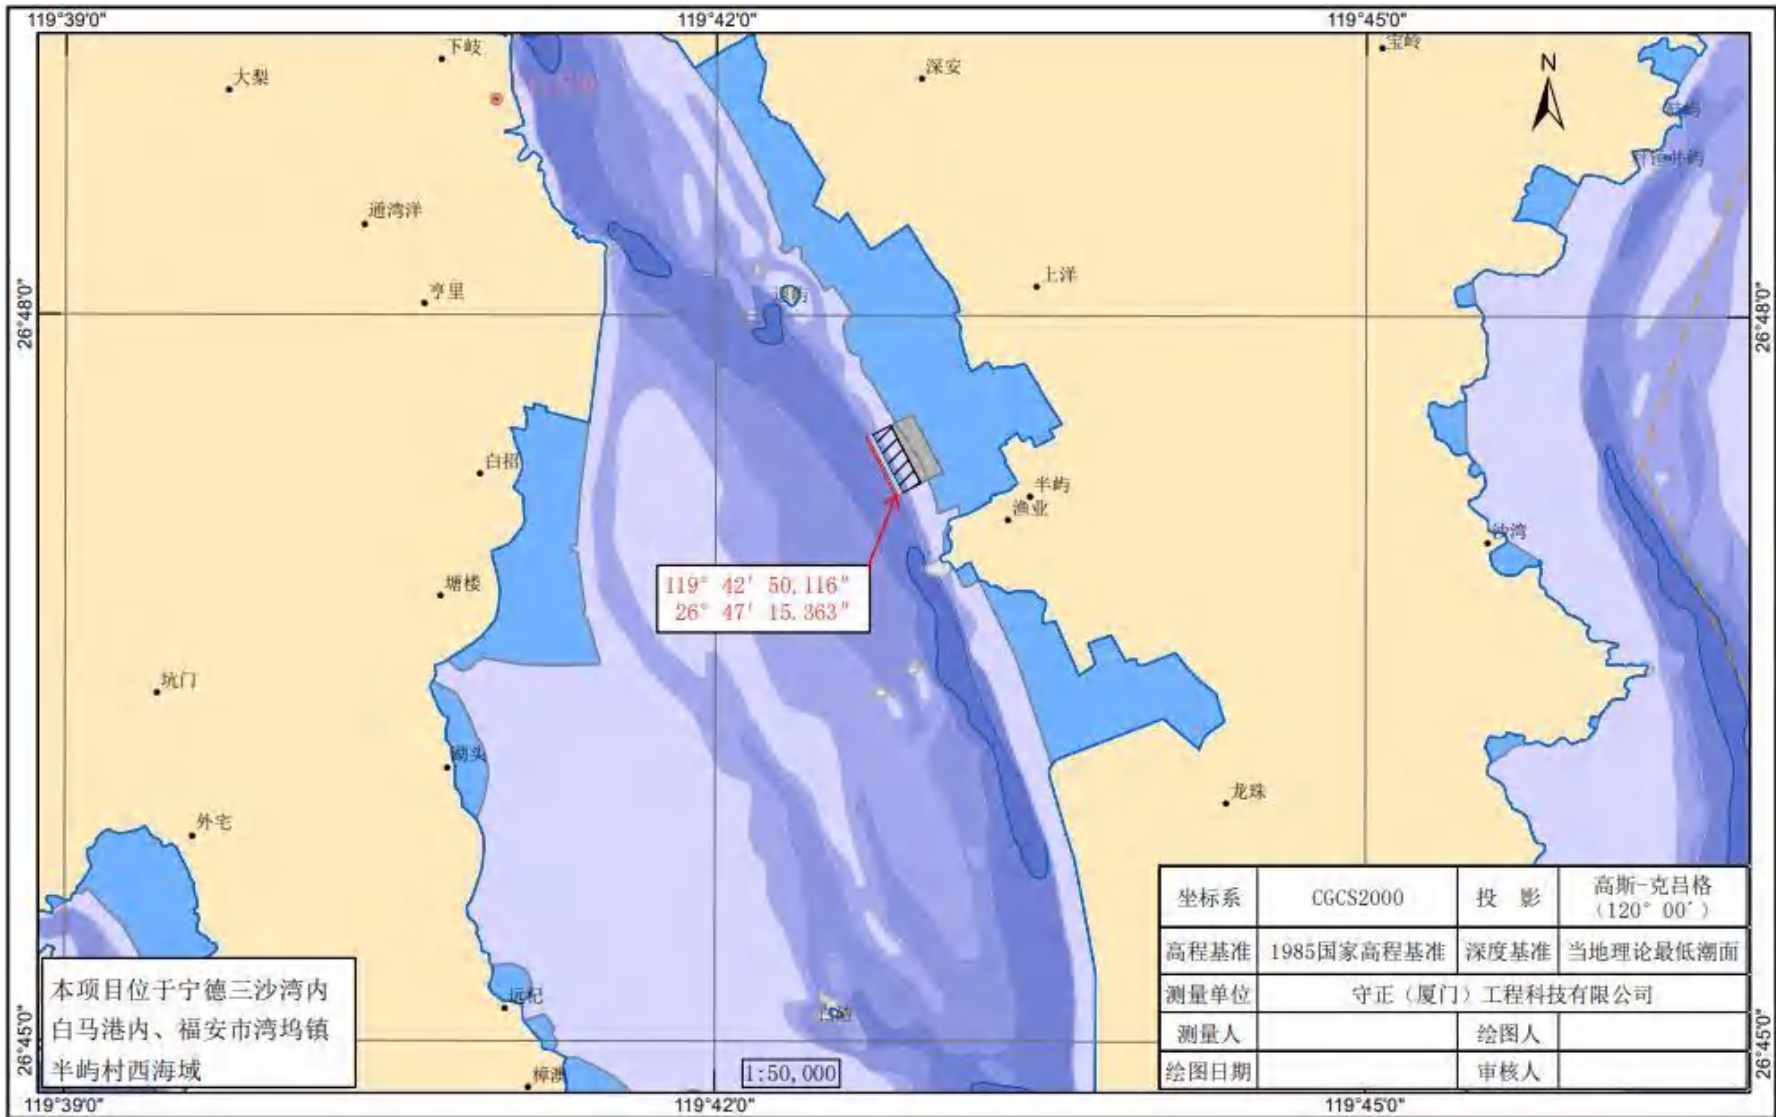 119°39'0"
119°42'0"
119°45'0"
下岐
宝岭
大梨
深安
N
通湾洋
上洋
亨里
26°48'0"
26°48'0"
白招
半屿
渔业
沙湾
119° 42′ 50.116″
26° 47′ 15.363″
塘楼
坑门
龙珠
外宅
坐标系
CGCS2000
投 影
高斯-克吕格
（120° 00′）
高程基准
1985国家高程基准
深度基准
当地理论最低潮面
本项目位于宁德三沙湾内
白马港内、福安市湾坞镇
半屿村西海域
测量单位
守正（厦门）工程科技有限公司
测量人
绘图人
绘图日期
审核人
远杞
樟澳
1:50,000
26°45'0"
26°45'0"
119°39'0"
119°42'0"
119°45'0"